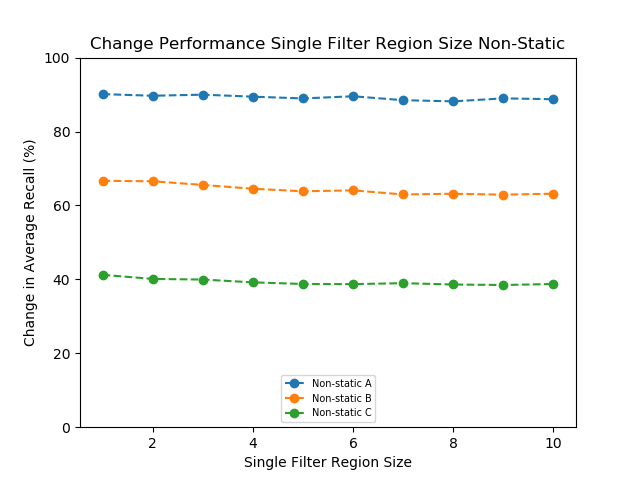 Change Performance Single Filter Region Size Non-Static
100
80
60
40
20
0
Change in Average Recall (%)
Non-static A
Non-static B
Non-static C
2 4 6 8 10
Single Filter Region Size